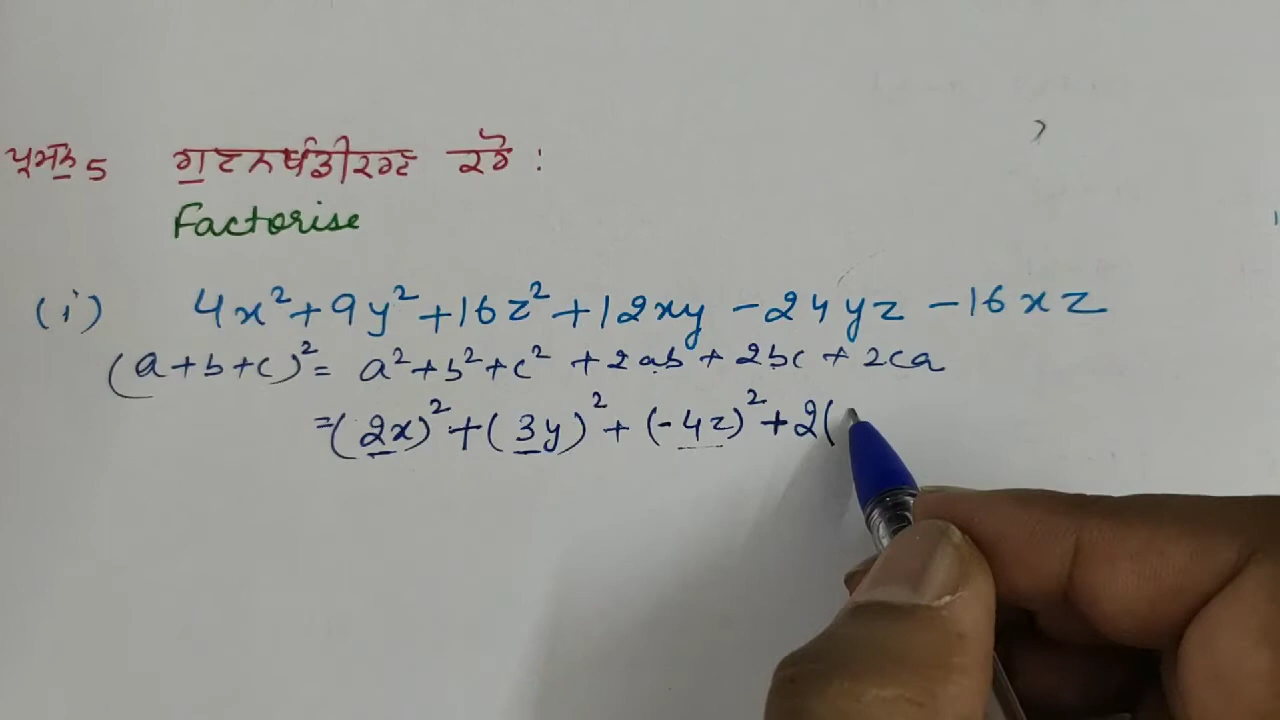 ਪ੍ਰਸ਼ਨ 5 ਗੁਣਨਖੰਡੀਕਰਣ ਕਰੋ :
Factorise
(i) 4x²+9y²+16z²+12xy-24yz-16xz
(a+b+c)²= a²+b²+c²+2ab+2bc+2ca
=(2x)²+(3y)²+(-4z)²+2(